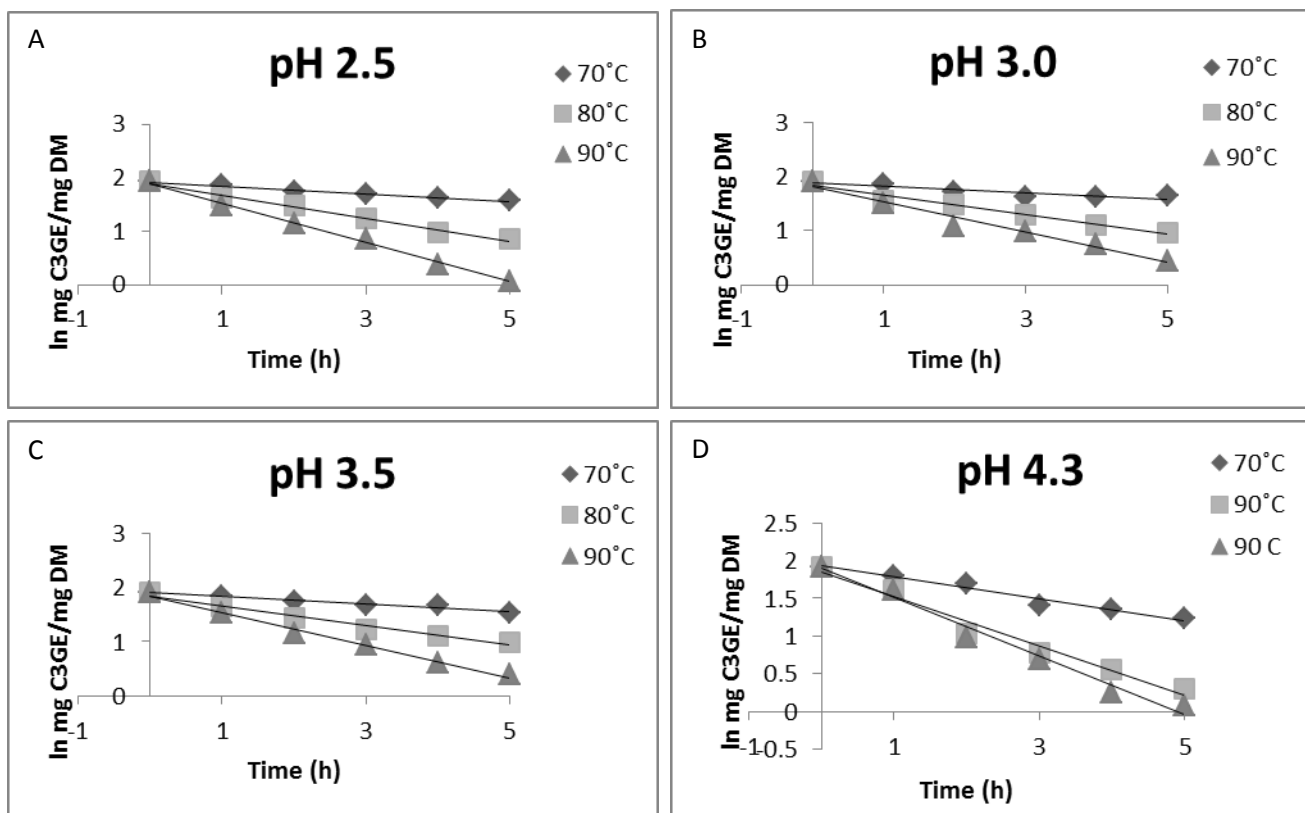 A
pH 2.5
70˚C
80˚C
90˚C
3
2
1
0
-1
1
3
5
ln mg C3GE/mg DM
Time (h)
B
pH 3.0
70˚C
80˚C
90˚C
3
2
1
0
-1
1
3
5
ln mg C3GE/mg DM
Time (h)
C
pH 3.5
70˚C
80˚C
90˚C
3
2
1
0
-1
1
3
5
ln mg C3GE/mg DM
Time (h)
D
pH 4.3
70˚C
90˚C
90 C
2.5
2
1.5
1
0.5
0
-0.5
-1
1
3
5
ln mg C3GE/mg DM
Time (h)